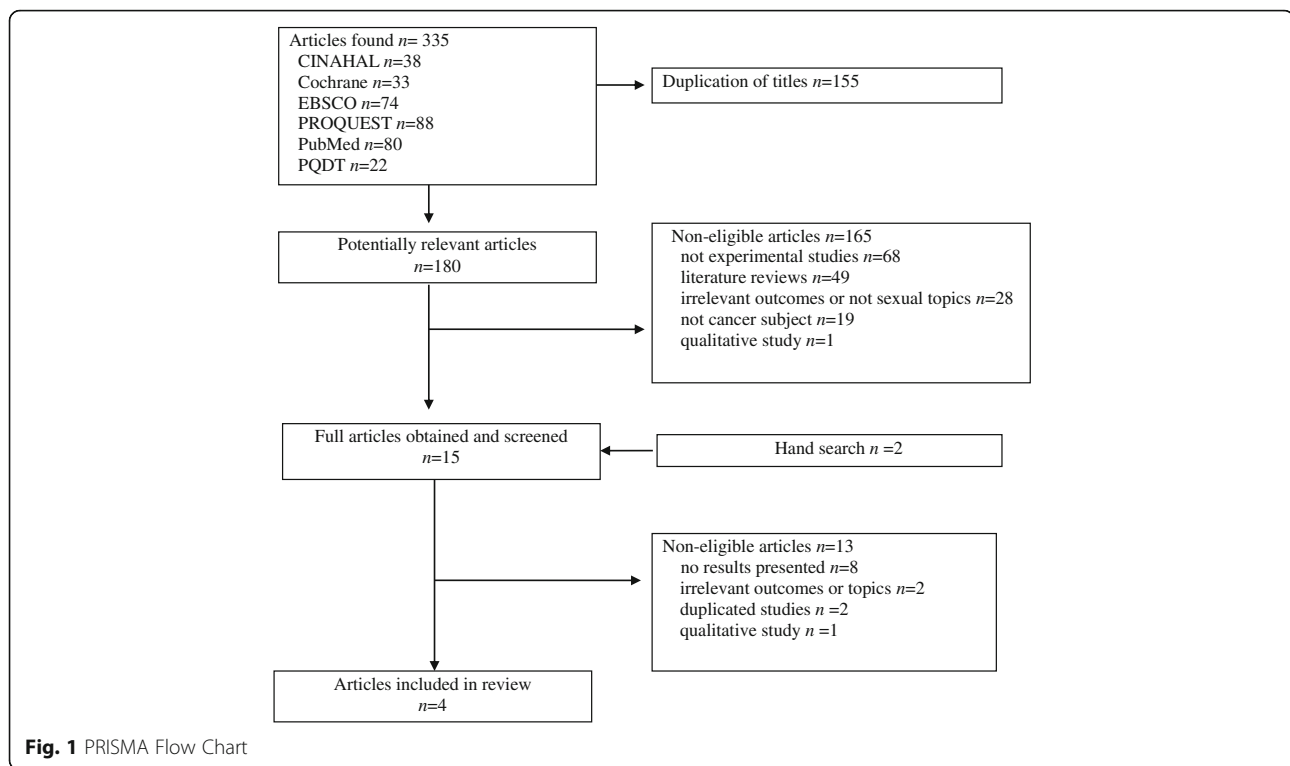 Articles found n= 335
CINAHAL n=38
Cochrane n=33
EBSCO n=74
PROQUEST n=88
PubMed n=80
PQDT n=22
Duplication of titles n=155
Potentially relevant articles
n=180
Non-eligible articles n=165
not experimental studies n=68
literature reviews n=49
irrelevant outcomes or not sexual topics n=28
not cancer subject n=19
qualitative study n=1
Full articles obtained and screened
n=15
Hand search n =2
Non-eligible articles n=13
no results presented n=8
irrelevant outcomes or topics n=2
duplicated studies n =2
qualitative study n =1
Articles included in review
n=4
Fig. 1 PRISMA Flow Chart